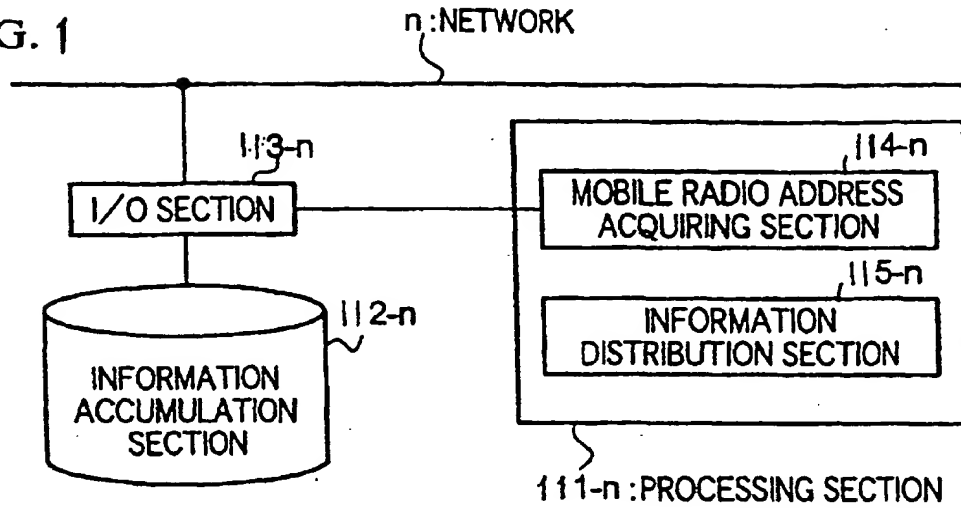 G. 1
n:NETWORK
113-n
I/O SECTION
114-n
MOBILE RADIO ADDRESS
ACQUIRING SECTION
115-n
INFORMATION
DISTRIBUTION SECTION
112-n
INFORMATION
ACCUMULATION
SECTION
111-n:PROCESSING SECTION